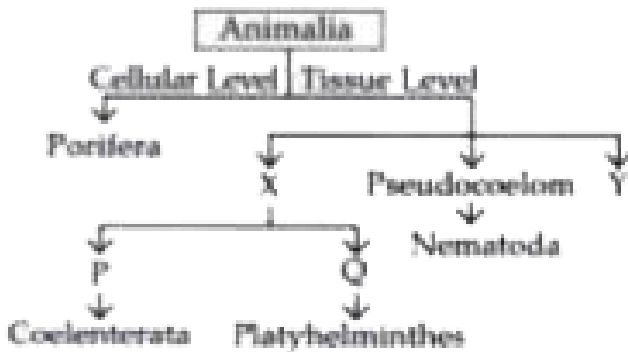 Animalia
Cellular Level Tissue Level
Porifera
X Pseudocoelom Y
Nematoda
P Q
Coelenterata Platyhelminthes